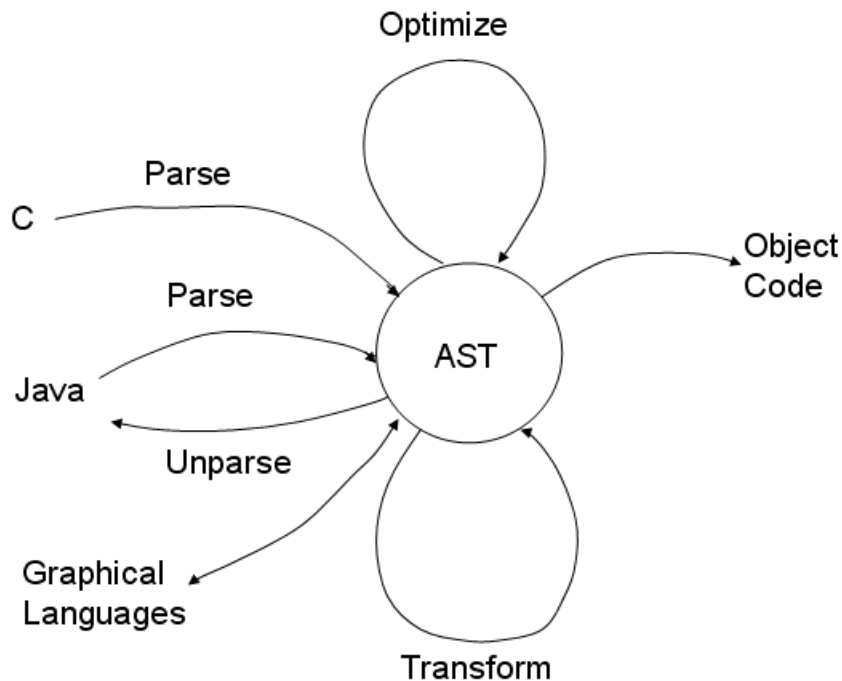 Optimize
Parse
C
Object
Code
Parse
AST
Java
Unparse
Graphical
Languages
Transform